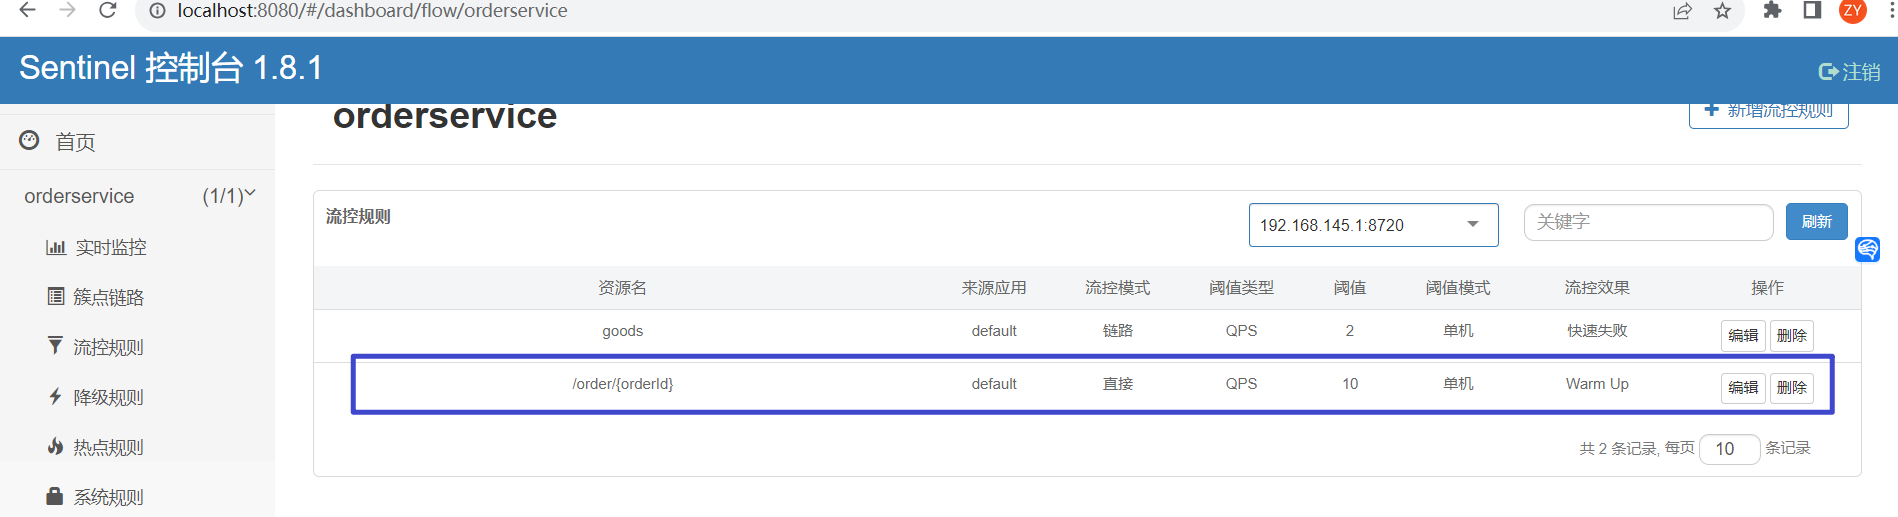 localhost:8080/#/dashboard/flow/orderservice
ZY
Sentinel 控制台 1.8.1
注销
orderservice
新增流控规则
首页
orderservice (1/1)
实时监控
簇点链路
流控规则
降级规则
热点规则
系统规则
流控规则
192.168.145.1:8720
关键字
刷新
资源名 来源应用 流控模式 阈值类型 阈值 阈值模式 流控效果 操作
goods default 链路 QPS 2 单机 快速失败 编辑 删除
/order/{orderId} default 直接 QPS 10 单机 Warm Up 编辑 删除
共 2 条记录, 每页 10 条记录